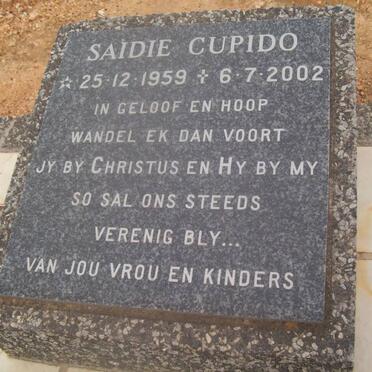 SAIDIE CUPIDO
☆ 25·12·1959 ✝ 6·7·2002
IN GELOOF EN HOOP
WANDEL EK DAN VOORT
JY BY CHRISTUS EN HY BY MY
SO SAL ONS STEEDS
VERENIG BLY...
VAN JOU VROU EN KINDERS